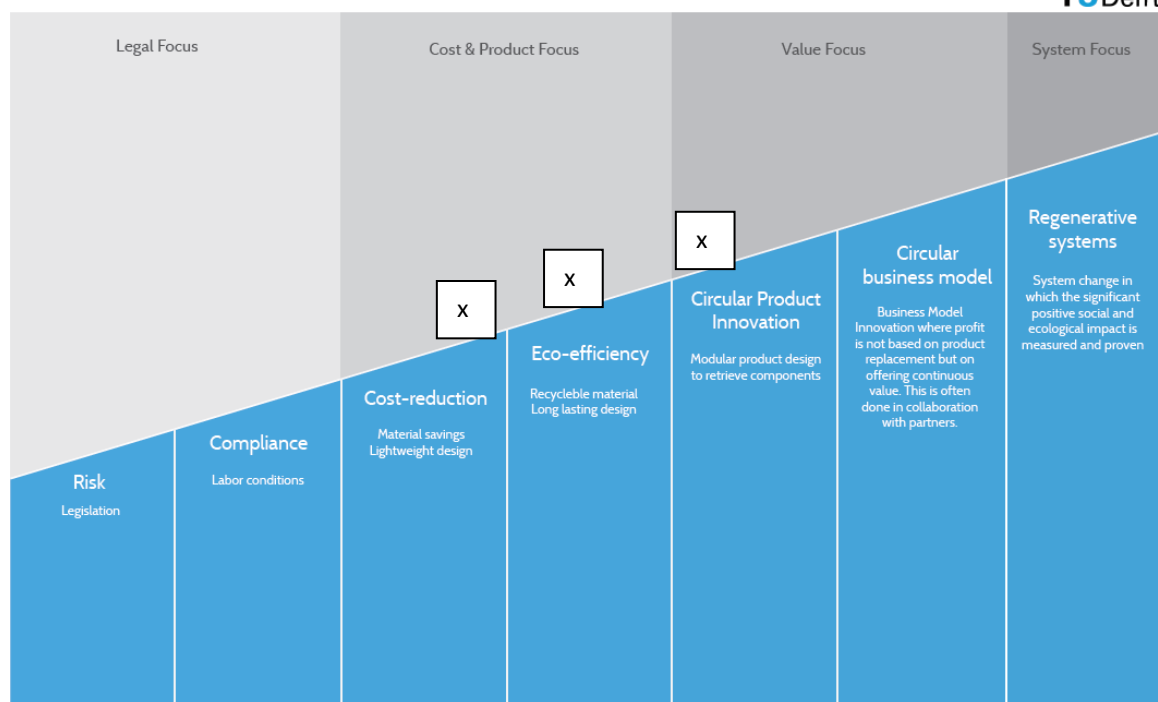 TU Delft
Legal Focus
Cost & Product Focus
Value Focus
System Focus
x
x
x
Risk
Legislation
Compliance
Labor conditions
Cost-reduction
Material savings
Lightweight design
Eco-efficiency
Recycleble material
Long lasting design
Circular Product
Innovation
Modular product design
to retrieve components
Circular
business model
Business Model
Innovation where profit
is not based on product
replacement but on
offering continuous
value. This is often
done in collaboration
with partners.
Regenerative
systems
System change in
which the significant
positive social and
ecological impact is
measured and proven